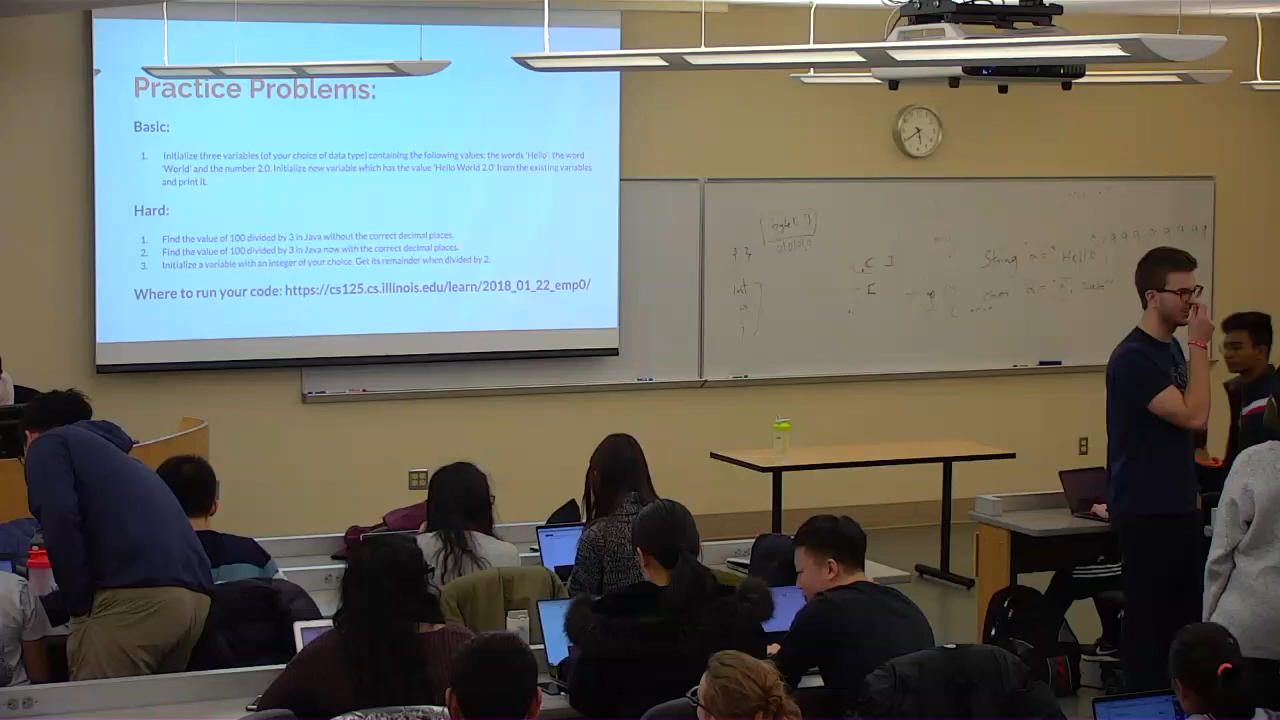 Practice Problems:
Basic:
1. Initialize three variables (of your choice of data type) containing the following values: the words 'Hello', the word
'World' and the number 2.0. Initialize new variable which has the value 'Hello World 2.0' from the existing variables
and print it.
Hard:
1. Find the value of 100 divided by 3 in Java without the correct decimal places.
2. Find the value of 100 divided by 3 in Java now with the correct decimal places.
3. Initialize a variable with an integer of your choice. Get its remainder when divided by 2.
Where to run your code: https://cs125.cs.illinois.edu/learn/2018_01_22_emp0/
String a = "Hello";
int